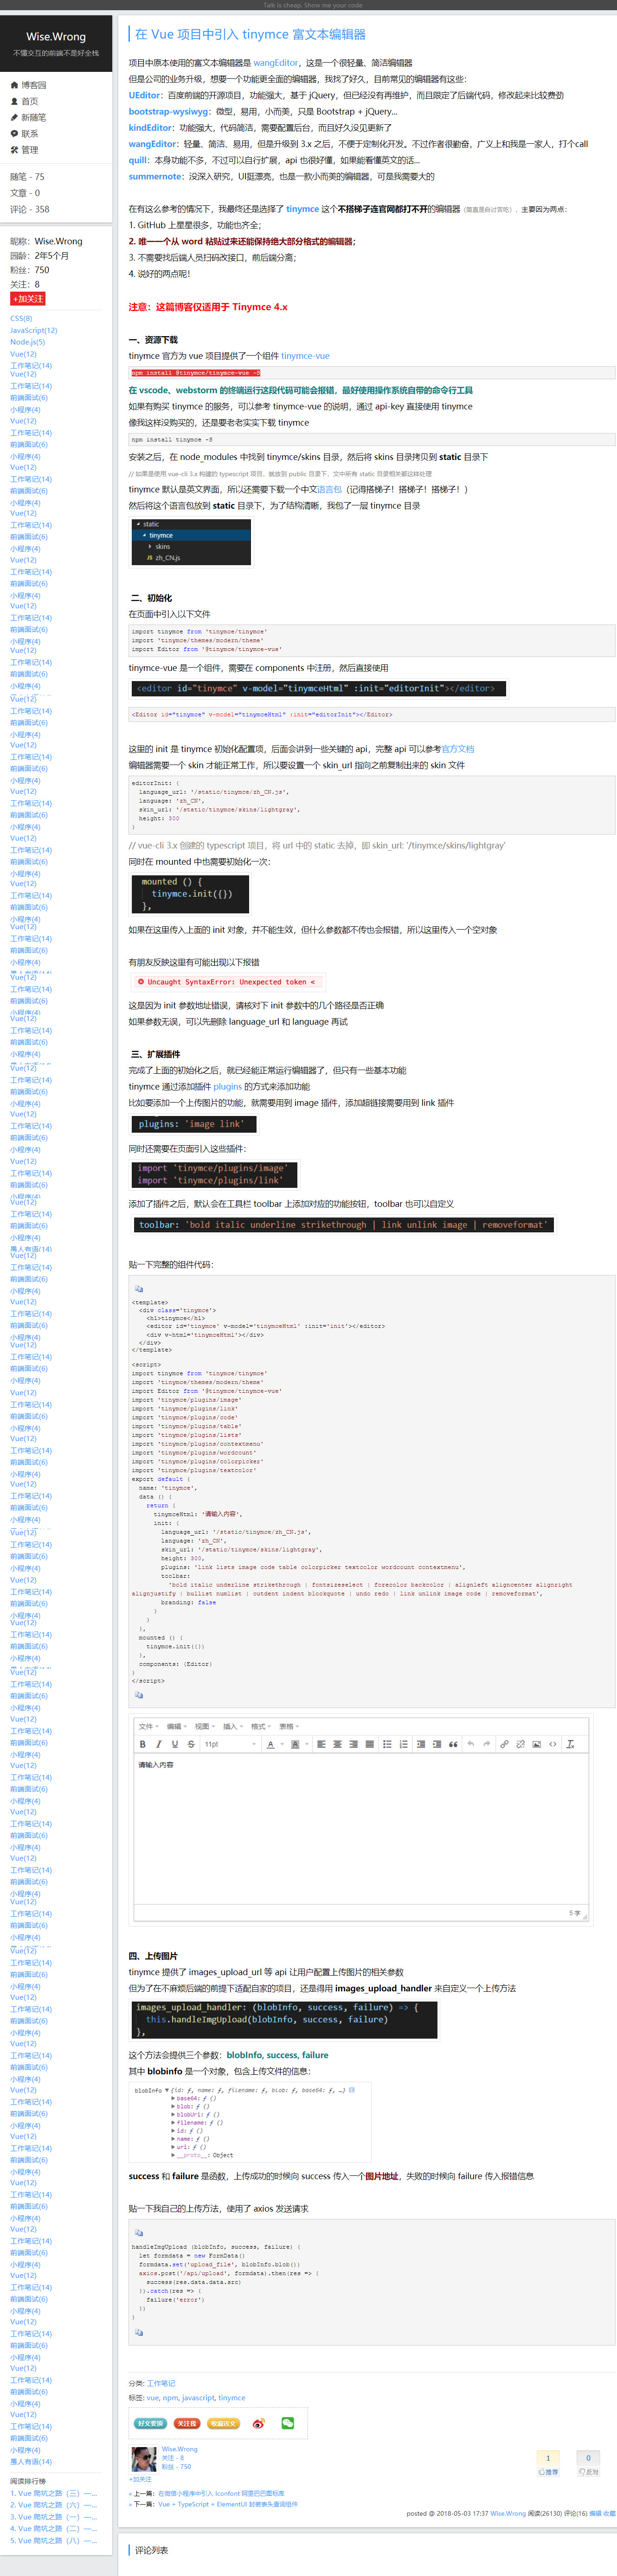 Talk is cheap. Show me your code
Wise.Wrong
不懂交互的前端不是好全栈
博客园
首页
新随笔
联系
管理
随笔 - 75
文章 - 0
评论 - 358
昵称：Wise.Wrong
园龄：2年5个月
粉丝：750
关注：8
+加关注
CSS(8)
JavaScript(12)
Node.js(5)
Vue(12)
工作笔记(14)
前端面试(6)
小程序(4)
愚人有语(14)
阅读排行榜
1. Vue 爬坑之路（三）—...
2. Vue 爬坑之路（六）—...
3. Vue 爬坑之路（一）—...
4. Vue 爬坑之路（二）—...
5. Vue 爬坑之路（八）—...
在 Vue 项目中引入 tinymce 富文本编辑器
项目中原本使用的富文本编辑器是 wangEditor，这是一个很轻量、简洁编辑器
但是公司的业务升级，想要一个功能更全面的编辑器，我找了好久，目前常见的编辑器有这些：
UEditor：百度前端的开源项目，功能强大，基于 jQuery，但已经没有再维护，而且限定了后端代码，修改起来比较费劲
bootstrap-wysiwyg：微型，易用，小而美，只是 Bootstrap + jQuery...
kindEditor：功能强大，代码简洁，需要配置后台，而且好久没见更新了
wangEditor：轻量、简洁、易用，但是升级到 3.x 之后，不便于定制化开发。不过作者很勤奋，广义上和我是一家人，打个call
quill：本身功能不多，不过可以自行扩展，api 也很好懂，如果能看懂英文的话...
summernote：没深入研究，UI挺漂亮，也是一款小而美的编辑器，可是我需要大的
在有这么参考的情况下，我最终还是选择了 tinymce 这个不搭梯子连官网都打不开的编辑器（简直是自讨苦吃），主要因为两点：
1. GitHub 上星星很多，功能也齐全；
2. 唯一一个从 word 粘贴过来还能保持绝大部分格式的编辑器；
3. 不需要找后端人员扫码改接口，前后端分离；
4. 说好的两点呢！
注意：这篇博客仅适用于 Tinymce 4.x
一、资源下载
tinymce 官方为 vue 项目提供了一个组件 tinymce-vue
npm install @tinymce/tinymce-vue -S
在 vscode、webstorm 的终端运行这段代码可能会报错，最好使用操作系统自带的命令行工具
如果有购买 tinymce 的服务，可以参考 tinymce-vue 的说明，通过 api-key 直接使用 tinymce
像我这样没购买的，还是要老老实实下载 tinymce
npm install tinymce -S
安装之后，在 node_modules 中找到 tinymce/skins 目录，然后将 skins 目录拷贝到 static 目录下
// 如果是使用 vue-cli 3.x 构建的 typescript 项目，就放到 public 目录下，文中所有 static 目录相关都这样处理
tinymce 默认是英文界面，所以还需要下载一个中文语言包（记得搭梯子！搭梯子！搭梯子！）
然后将这个语言包放到 static 目录下，为了结构清晰，我包了一层 tinymce 目录
static
tinymce
skins
JS zh_CN.js
二、初始化
在页面中引入以下文件
import tinymce from 'tinymce/tinymce'
import 'tinymce/themes/modern/theme'
import Editor from '@tinymce/tinymce-vue'
tinymce-vue 是一个组件，需要在 components 中注册，然后直接使用
<editor id="tinymce" v-model="tinymceHtml" :init="editorInit"></editor>
<Editor id="tinymce" v-model="tinymceHtml" :init="editorInit"></Editor>
这里的 init 是 tinymce 初始化配置项，后面会讲到一些关键的 api，完整 api 可以参考官方文档
编辑器需要一个 skin 才能正常工作，所以要设置一个 skin_url 指向之前复制出来的 skin 文件
editorInit: {
language_url: '/static/tinymce/zh_CN.js',
language: 'zh_CN',
skin_url: '/static/tinymce/skins/lightgray',
height: 300
}
// vue-cli 3.x 创建的 typescript 项目，将 url 中的 static 去掉，即 skin_url: '/tinymce/skins/lightgray'
同时在 mounted 中也需要初始化一次：
mounted () {
tinymce.init({})
},
如果在这里传入上面的 init 对象，并不能生效，但什么参数都不传也会报错，所以这里传入一个空对象
有朋友反映这里有可能出现以下报错
Uncaught SyntaxError: Unexpected token <
这是因为 init 参数地址错误，请核对下 init 参数中的几个路径是否正确
如果参数无误，可以先删除 language_url 和 language 再试
三、扩展插件
完成了上面的初始化之后，就已经能正常运行编辑器了，但只有一些基本功能
tinymce 通过添加插件 plugins 的方式来添加功能
比如要添加一个上传图片的功能，就需要用到 image 插件，添加超链接需要用到 link 插件
plugins: 'image link'
同时还需要在页面引入这些插件：
import 'tinymce/plugins/image'
import 'tinymce/plugins/link'
添加了插件之后，默认会在工具栏 toolbar 上添加对应的功能按钮，toolbar 也可以自定义
toolbar: 'bold italic underline strikethrough | link unlink image | removeformat'
贴一下完整的组件代码：
<template>
<div class='tinymce'>
<h1>tinymce</h1>
<editor id='tinymce' v-model='tinymceHtml' :init='init'></editor>
<div v-html='tinymceHtml'></div>
</div>
</template>
<script>
import tinymce from 'tinymce/tinymce'
import 'tinymce/themes/modern/theme'
import Editor from '@tinymce/tinymce-vue'
import 'tinymce/plugins/image'
import 'tinymce/plugins/link'
import 'tinymce/plugins/code'
import 'tinymce/plugins/table'
import 'tinymce/plugins/lists'
import 'tinymce/plugins/contextmenu'
import 'tinymce/plugins/wordcount'
import 'tinymce/plugins/colorpicker'
import 'tinymce/plugins/textcolor'
export default {
name: 'tinymce',
data () {
return {
tinymceHtml: '请输入内容',
init: {
language_url: '/static/tinymce/zh_CN.js',
language: 'zh_CN',
skin_url: '/static/tinymce/skins/lightgray',
height: 300,
plugins: 'link lists image code table colorpicker textcolor wordcount contextmenu',
toolbar:
'bold italic underline strikethrough | fontsizeselect | forecolor backcolor | alignleft aligncenter alignright
alignjustify | bullist numlist | outdent indent blockquote | undo redo | link unlink image code | removeformat',
branding: false
}
}
},
mounted () {
tinymce.init({})
},
components: {Editor}
}
</script>
文件 编辑 视图 插入 格式 表格
B I U S 11pt A A
请输入内容
5 字
四、上传图片
tinymce 提供了 images_upload_url 等 api 让用户配置上传图片的相关参数
但为了在不麻烦后端的前提下适配自家的项目，还是得用 images_upload_handler 来自定义一个上传方法
images_upload_handler: (blobInfo, success, failure) => {
this.handleImgUpload(blobInfo, success, failure)
},
这个方法会提供三个参数：blobInfo, success, failure
其中 blobinfo 是一个对象，包含上传文件的信息：
blobInfo ▼{id: ƒ, name: ƒ, filename: ƒ, blob: ƒ, base64: ƒ, …}
▶base64: ƒ ()
▶blob: ƒ ()
▶blobUri: ƒ ()
▶filename: ƒ ()
▶id: ƒ ()
▶name: ƒ ()
▶uri: ƒ ()
▶__proto__: Object
success 和 failure 是函数，上传成功的时候向 success 传入一个图片地址，失败的时候向 failure 传入报错信息
贴一下我自己的上传方法，使用了 axios 发送请求
handleImgUpload (blobInfo, success, failure) {
let formdata = new FormData()
formdata.set('upload_file', blobInfo.blob())
axios.post('/api/upload', formdata).then(res => {
success(res.data.data.src)
}).catch(res => {
failure('error')
})
}
分类: 工作笔记
标签: vue, npm, javascript, tinymce
好文要顶 关注我 收藏该文
Wise.Wrong
关注 - 8
粉丝 - 750
+加关注
1
推荐
0
反对
« 上一篇：在微信小程序中引入 Iconfont 阿里巴巴图标库
» 下一篇：Vue + TypeScript + ElementUI 封装表头查询组件
posted @ 2018-05-03 17:37 Wise.Wrong 阅读(26130) 评论(16) 编辑 收藏
评论列表